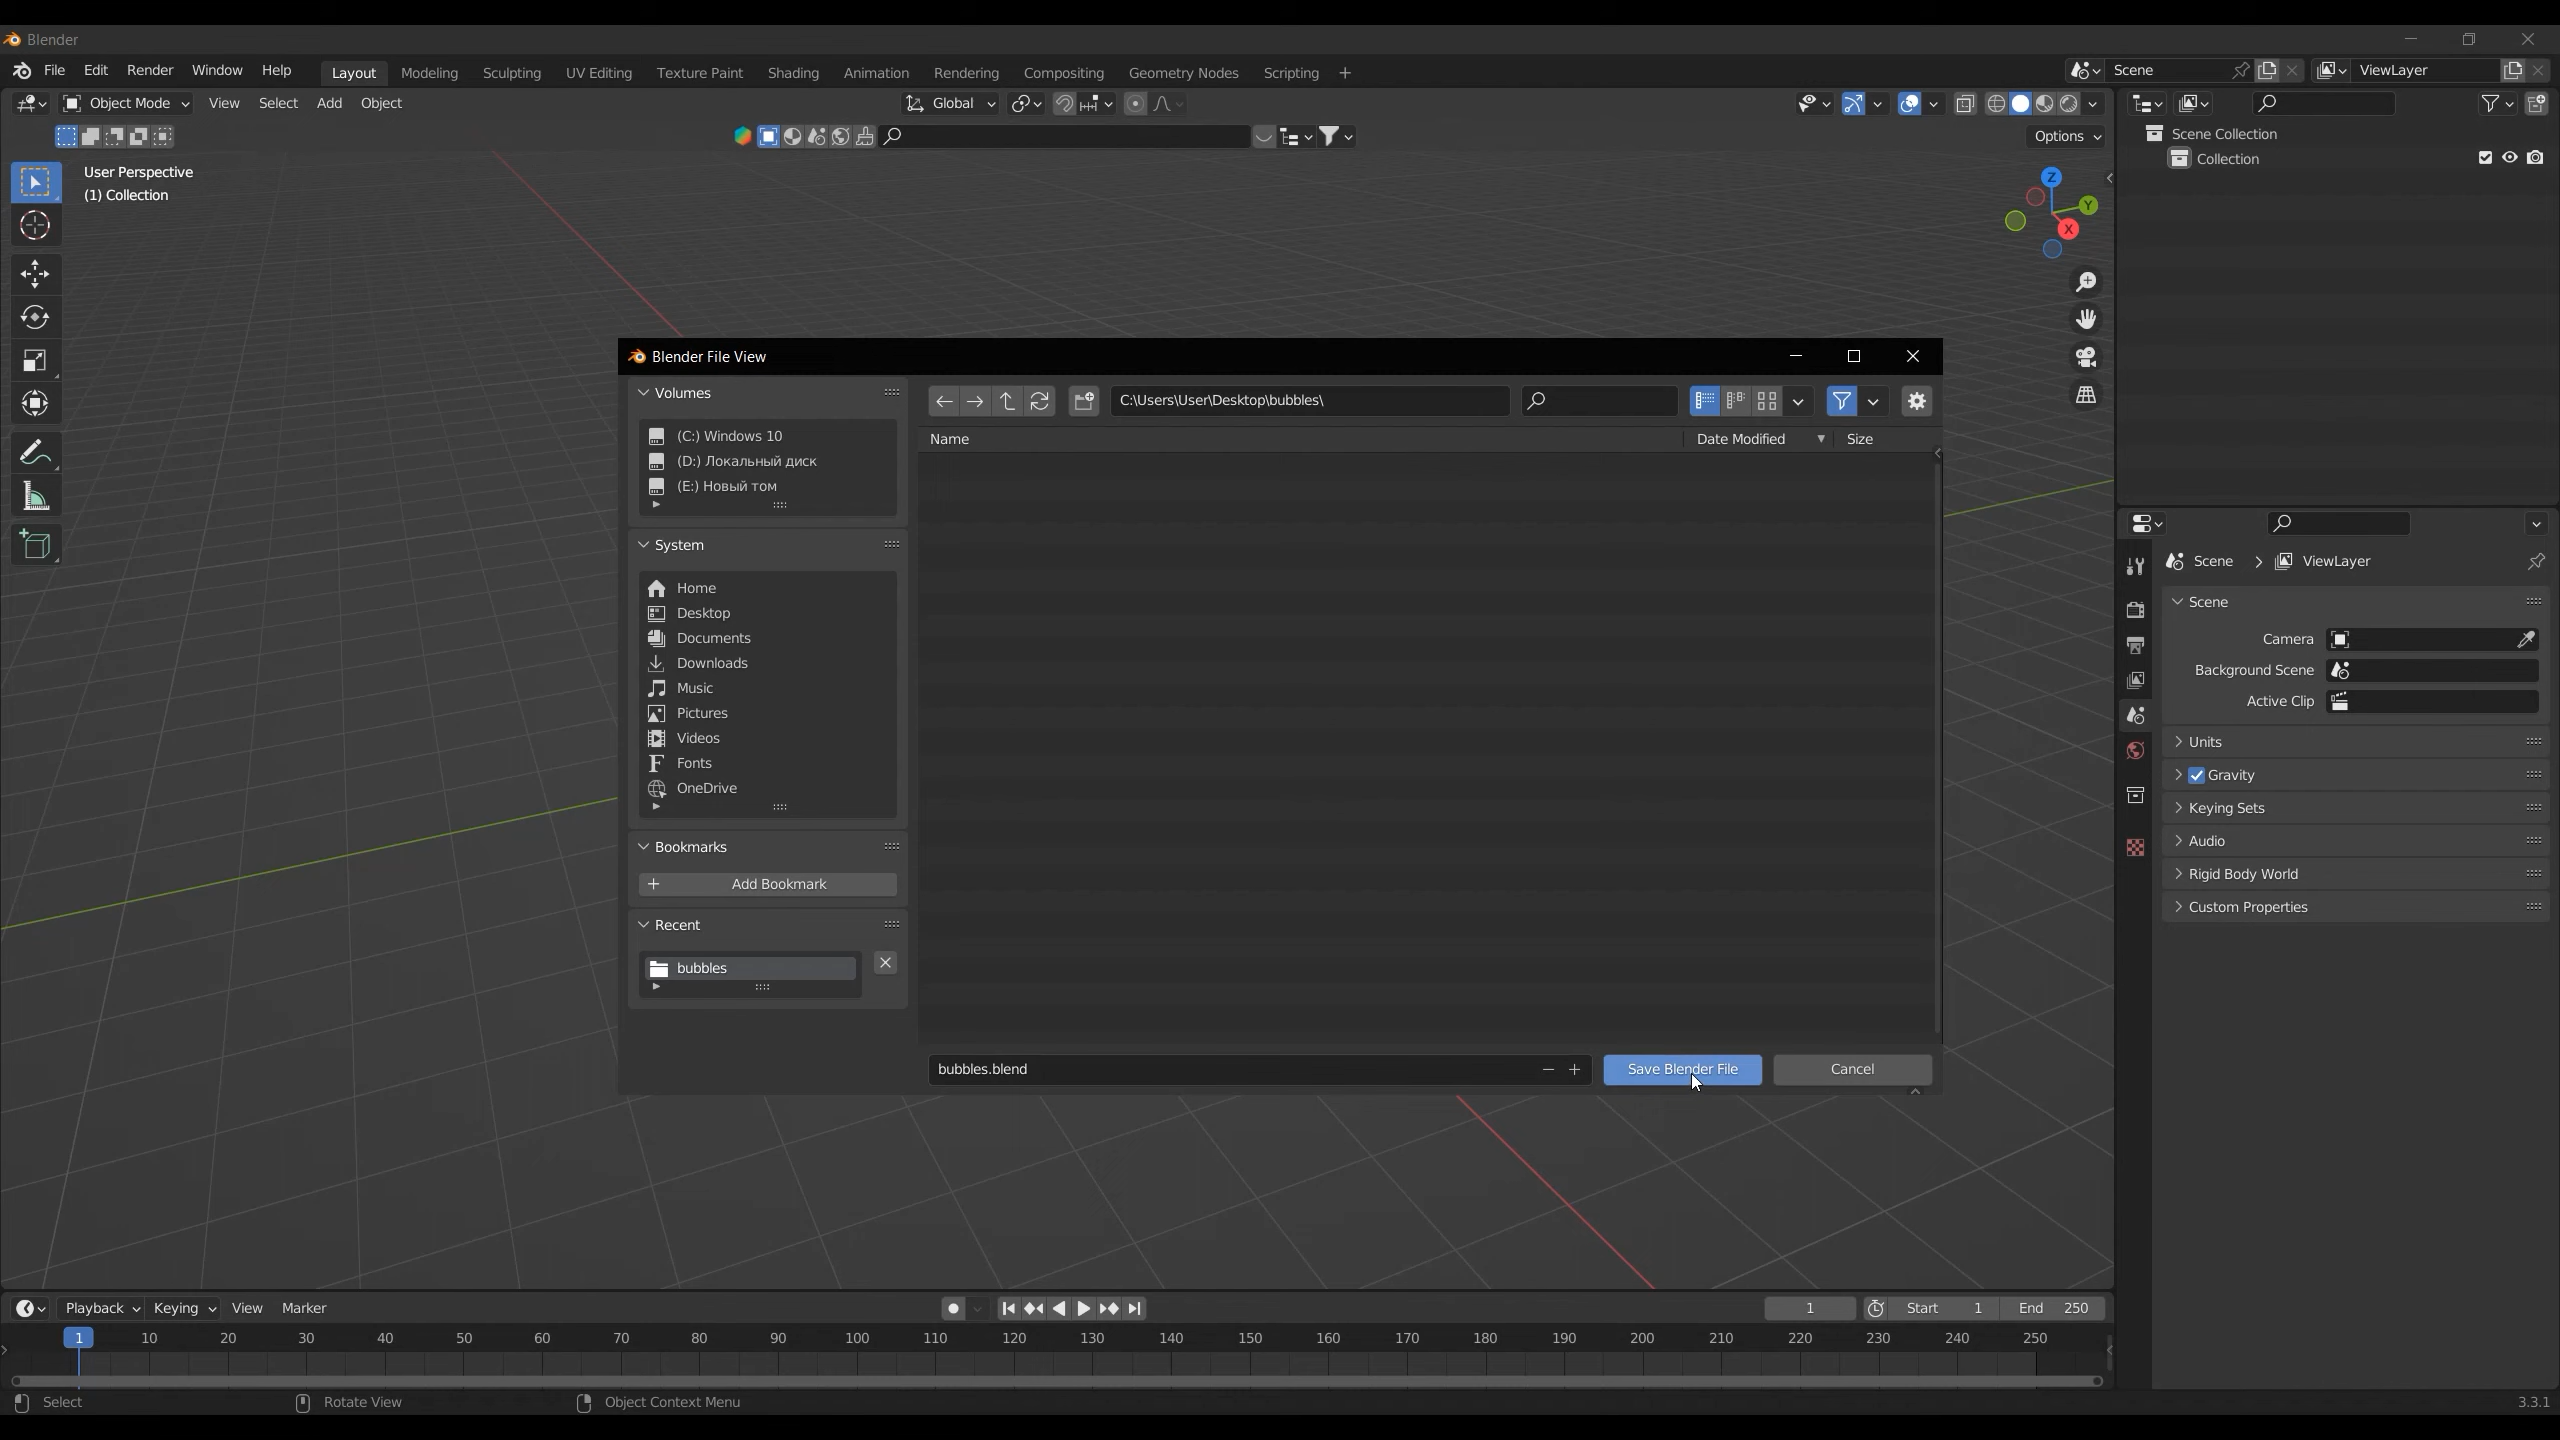 Blender
File Edit Render Window Help Layout Modeling Sculpting UV Editing Texture Paint Shading Animation Rendering Compositing Geometry Nodes Scripting + Scene ViewLayer
Object Mode View Select Add Object Global
Options
User Perspective
(1) Collection
Z
Y
X
Scene Collection
Collection
Blender File View
Volumes
(C:) Windows 10
(D:) Локальный диск
(E:) Новый том
System
Home
Desktop
Documents
Downloads
Music
Pictures
Videos
Fonts
OneDrive
Bookmarks
Add Bookmark
Recent
bubbles
C:\Users\User\Desktop\bubbles\
Name Date Modified Size
bubbles.blend
Save Blender File Cancel
Scene > ViewLayer
Scene
Camera
Background Scene
Active Clip
Units
Gravity
Keying Sets
Audio
Rigid Body World
Custom Properties
Playback Keying View Marker 1 Start 1 End 250
1 10 20 30 40 50 60 70 80 90 100 110 120 130 140 150 160 170 180 190 200 210 220 230 240 250
Select Rotate View Object Context Menu 3.3.1